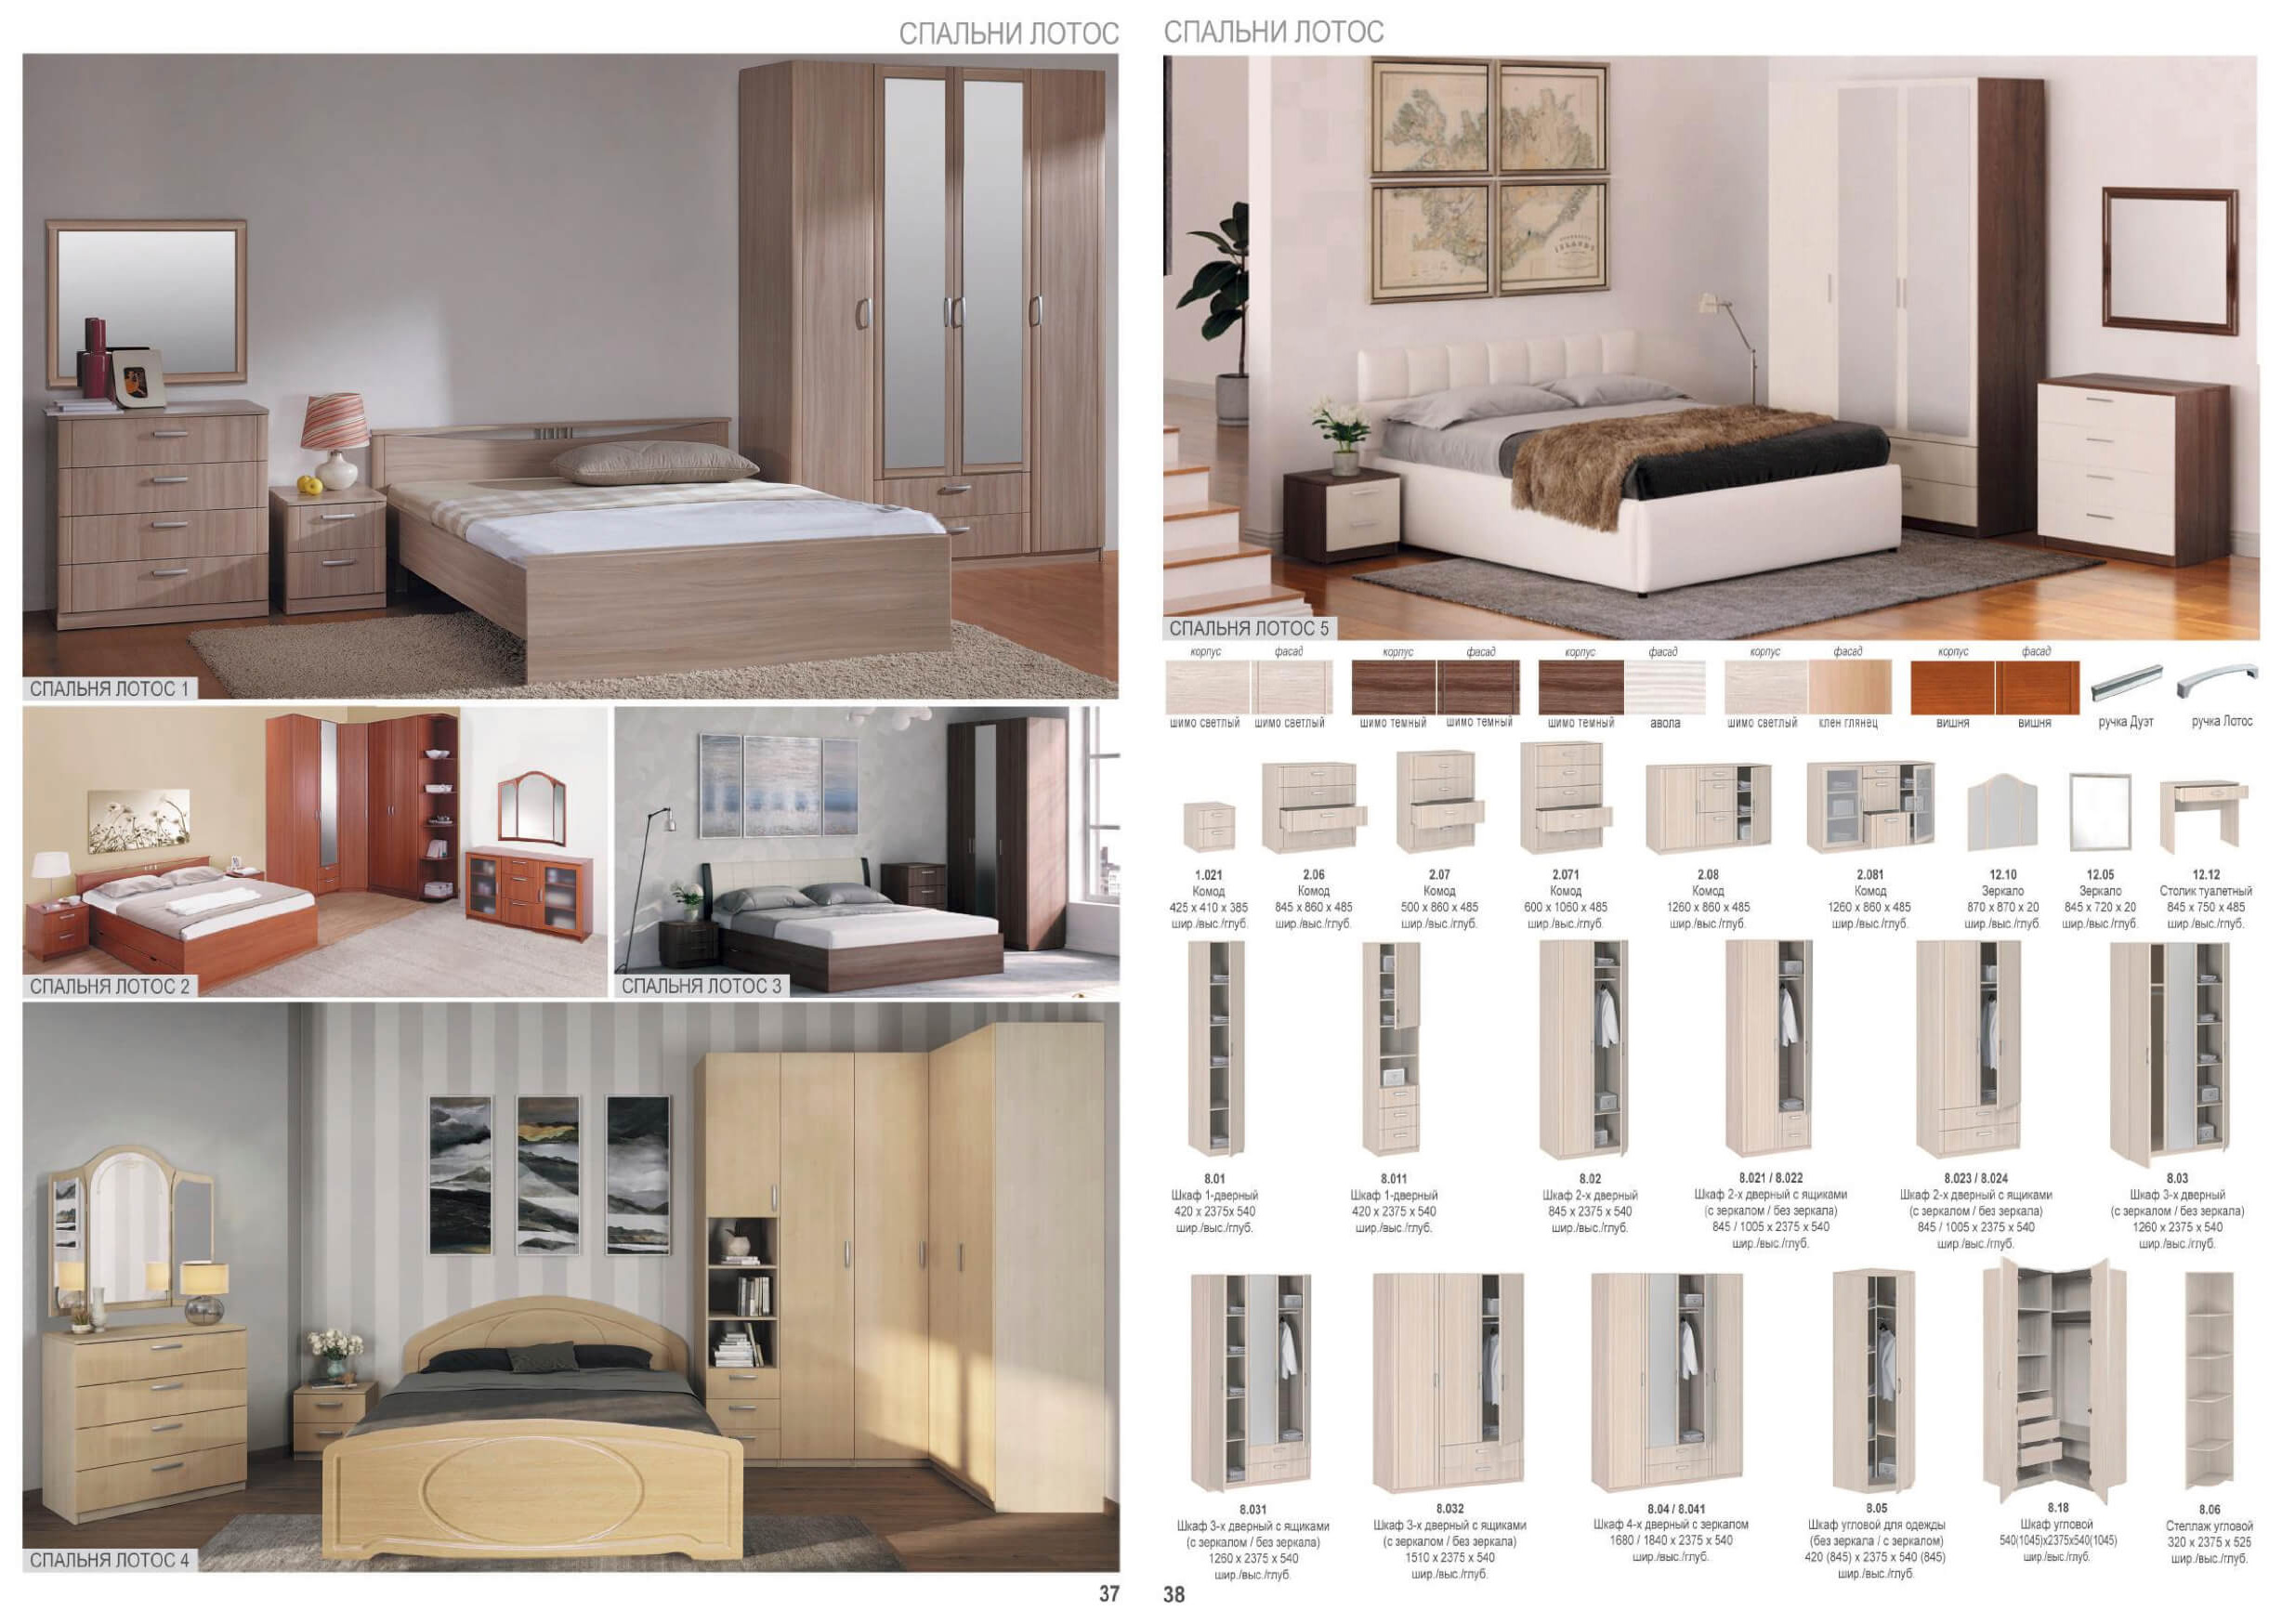 СПАЛЬНИ ЛОТОС
СПАЛЬНЯ ЛОТОС 1
СПАЛЬНЯ ЛОТОС 2
СПАЛЬНЯ ЛОТОС 3
СПАЛЬНЯ ЛОТОС 4
37
СПАЛЬНИ ЛОТОС
СПАЛЬНЯ ЛОТОС 5
корпус фасад корпус фасад корпус фасад корпус фасад корпус фасад
шимо светлый шимо светлый шимо темный шимо темный шимо темный авола шимо светлый клен глянец вишня вишня ручка Дуэт ручка Лотос
1.021
Комод
425 x 410 x 385
шир./выс./глуб.
2.06
Комод
845 x 860 x 485
шир./выс./глуб.
2.07
Комод
500 x 860 x 485
шир./выс./глуб.
2.071
Комод
600 x 1060 x 485
шир./выс./глуб.
2.08
Комод
1260 x 860 x 485
шир./выс./глуб.
2.081
Комод
1260 x 860 x 485
шир./выс./глуб.
12.10
Зеркало
870 x 870 x 20
шир./выс./глуб.
12.05
Зеркало
845 x 720 x 20
шир./выс./глуб.
12.12
Столик туалетный
845 x 750 x 485
шир./выс./глуб.
8.01
Шкаф 1-дверный
420 x 2375x 540
шир./выс./глуб.
8.011
Шкаф 1-дверный
420 x 2375 x 540
шир./выс./глуб.
8.02
Шкаф 2-х дверный
845 x 2375 x 540
шир./выс./глуб.
8.021 / 8.022
Шкаф 2-х дверный с ящиками
(с зеркалом / без зеркала)
845 / 1005 x 2375 x 540
шир./выс./глуб.
8.023 / 8.024
Шкаф 2-х дверный с ящиками
(с зеркалом / без зеркала)
845 / 1005 x 2375 x 540
шир./выс./глуб.
8.03
Шкаф 3-х дверный
(с зеркалом / без зеркала)
1260 x 2375 x 540
шир./выс./глуб.
8.031
Шкаф 3-х дверный с ящиками
(с зеркалом / без зеркала)
1260 x 2375 x 540
шир./выс./глуб.
8.032
Шкаф 3-х дверный с ящиками
(с зеркалом / без зеркала)
1510 x 2375 x 540
шир./выс./глуб.
8.04 / 8.041
Шкаф 4-х дверный с зеркалом
1680 / 1840 x 2375 x 540
шир./выс./глуб.
8.05
Шкаф угловой для одежды
(без зеркала / с зеркалом)
420 (845) x 2375 x 540 (845)
шир./выс./глуб.
8.18
Шкаф угловой
540(1045)x2375x540(1045)
шир./выс./глуб.
8.06
Стеллаж угловой
320 x 2375 x 525
шир./выс./глуб.
38